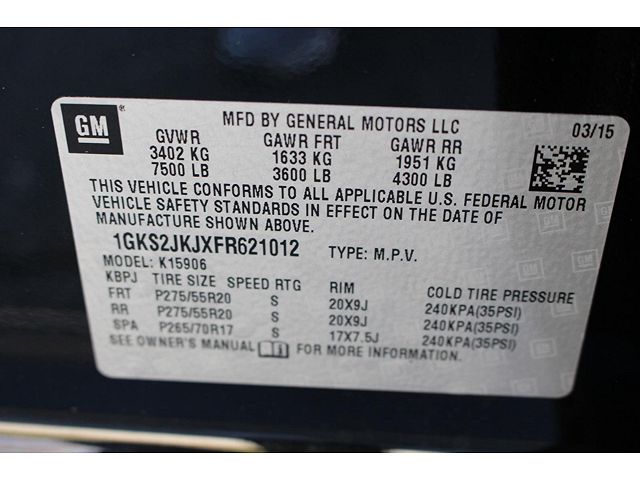 GM
MFD BY GENERAL MOTORS LLC 03/15
GVWR GAWR FRT GAWR RR
3402 KG 1633 KG 1951 KG
7500 LB 3600 LB 4300 LB
THIS VEHICLE CONFORMS TO ALL APPLICABLE U.S. FEDERAL MOTOR
VEHICLE SAFETY STANDARDS IN EFFECT ON THE DATE OF
MANUFACTURE SHOWN ABOVE.
1GKS2JKJXFR621012 TYPE: M.P.V.
MODEL: K15906
KBPJ TIRE SIZE SPEED RTG RIM COLD TIRE PRESSURE
FRT P275/55R20 S 20X9J 240KPA(35PSI)
RR P275/55R20 S 20X9J 240KPA(35PSI)
SPA P265/70R17 S 17X7.5J 240KPA(35PSI)
SEE OWNER'S MANUAL FOR MORE INFORMATION.